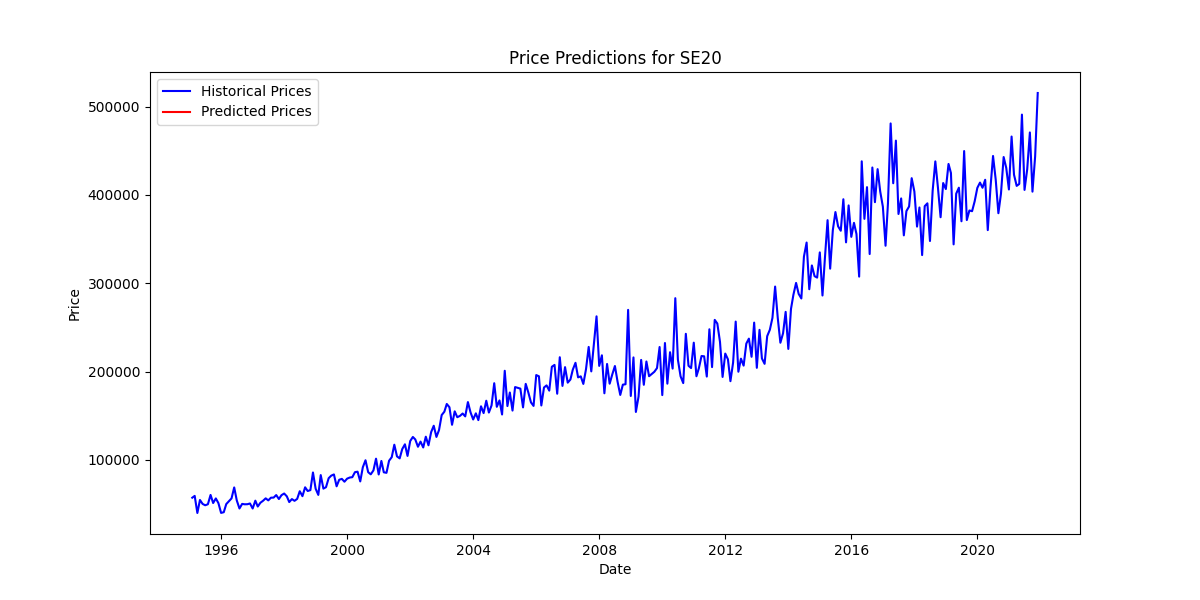 Price Predictions for SE20
Historical Prices
Predicted Prices
500000
400000
300000
200000
100000
Price
1996 2000 2004 2008 2012 2016 2020
Date